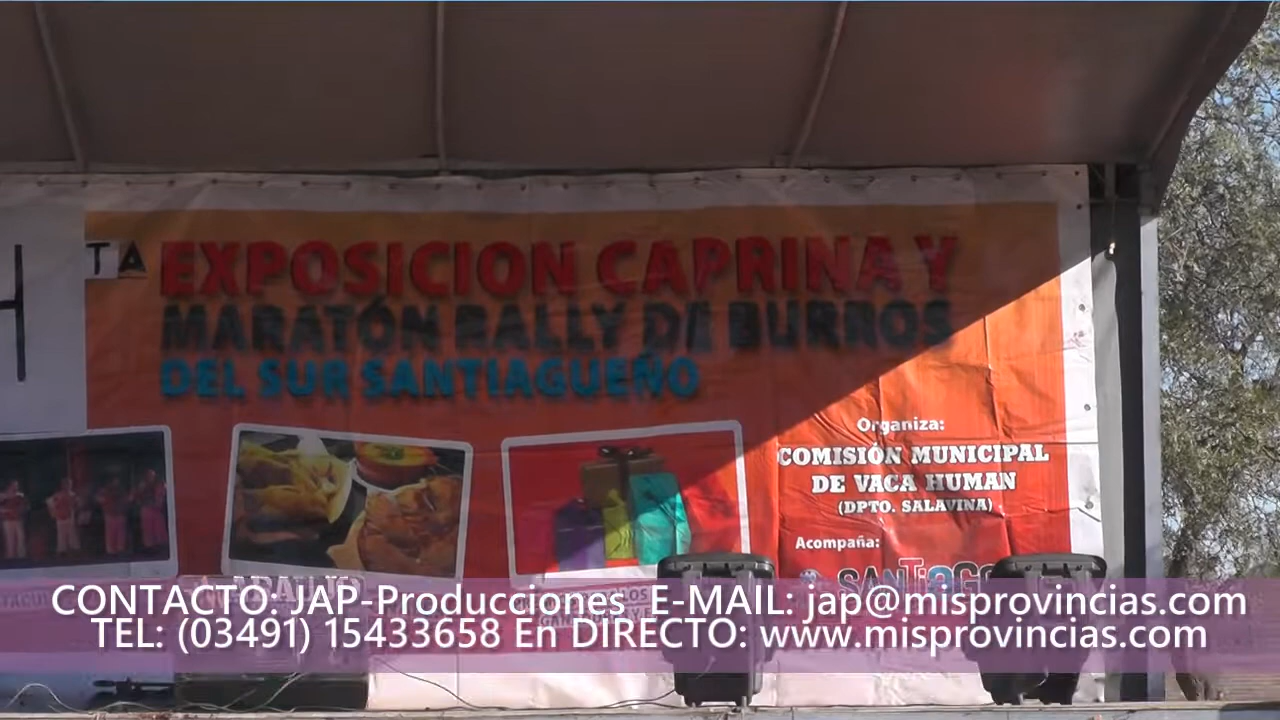 H
TA
EXPOSICION CAPRINA Y
MARATÓN RALLY DE BURROS
DEL SUR SANTIAGUEÑO
Organiza:
COMISIÓN MUNICIPAL
DE VACA HUMAN
(DPTO. SALAVINA)
Acompaña:
CONTACTO: JAP-Producciones E-MAIL: jap@misprovincias.com
TEL: (03491) 15433658 En DIRECTO: www.misprovincias.com